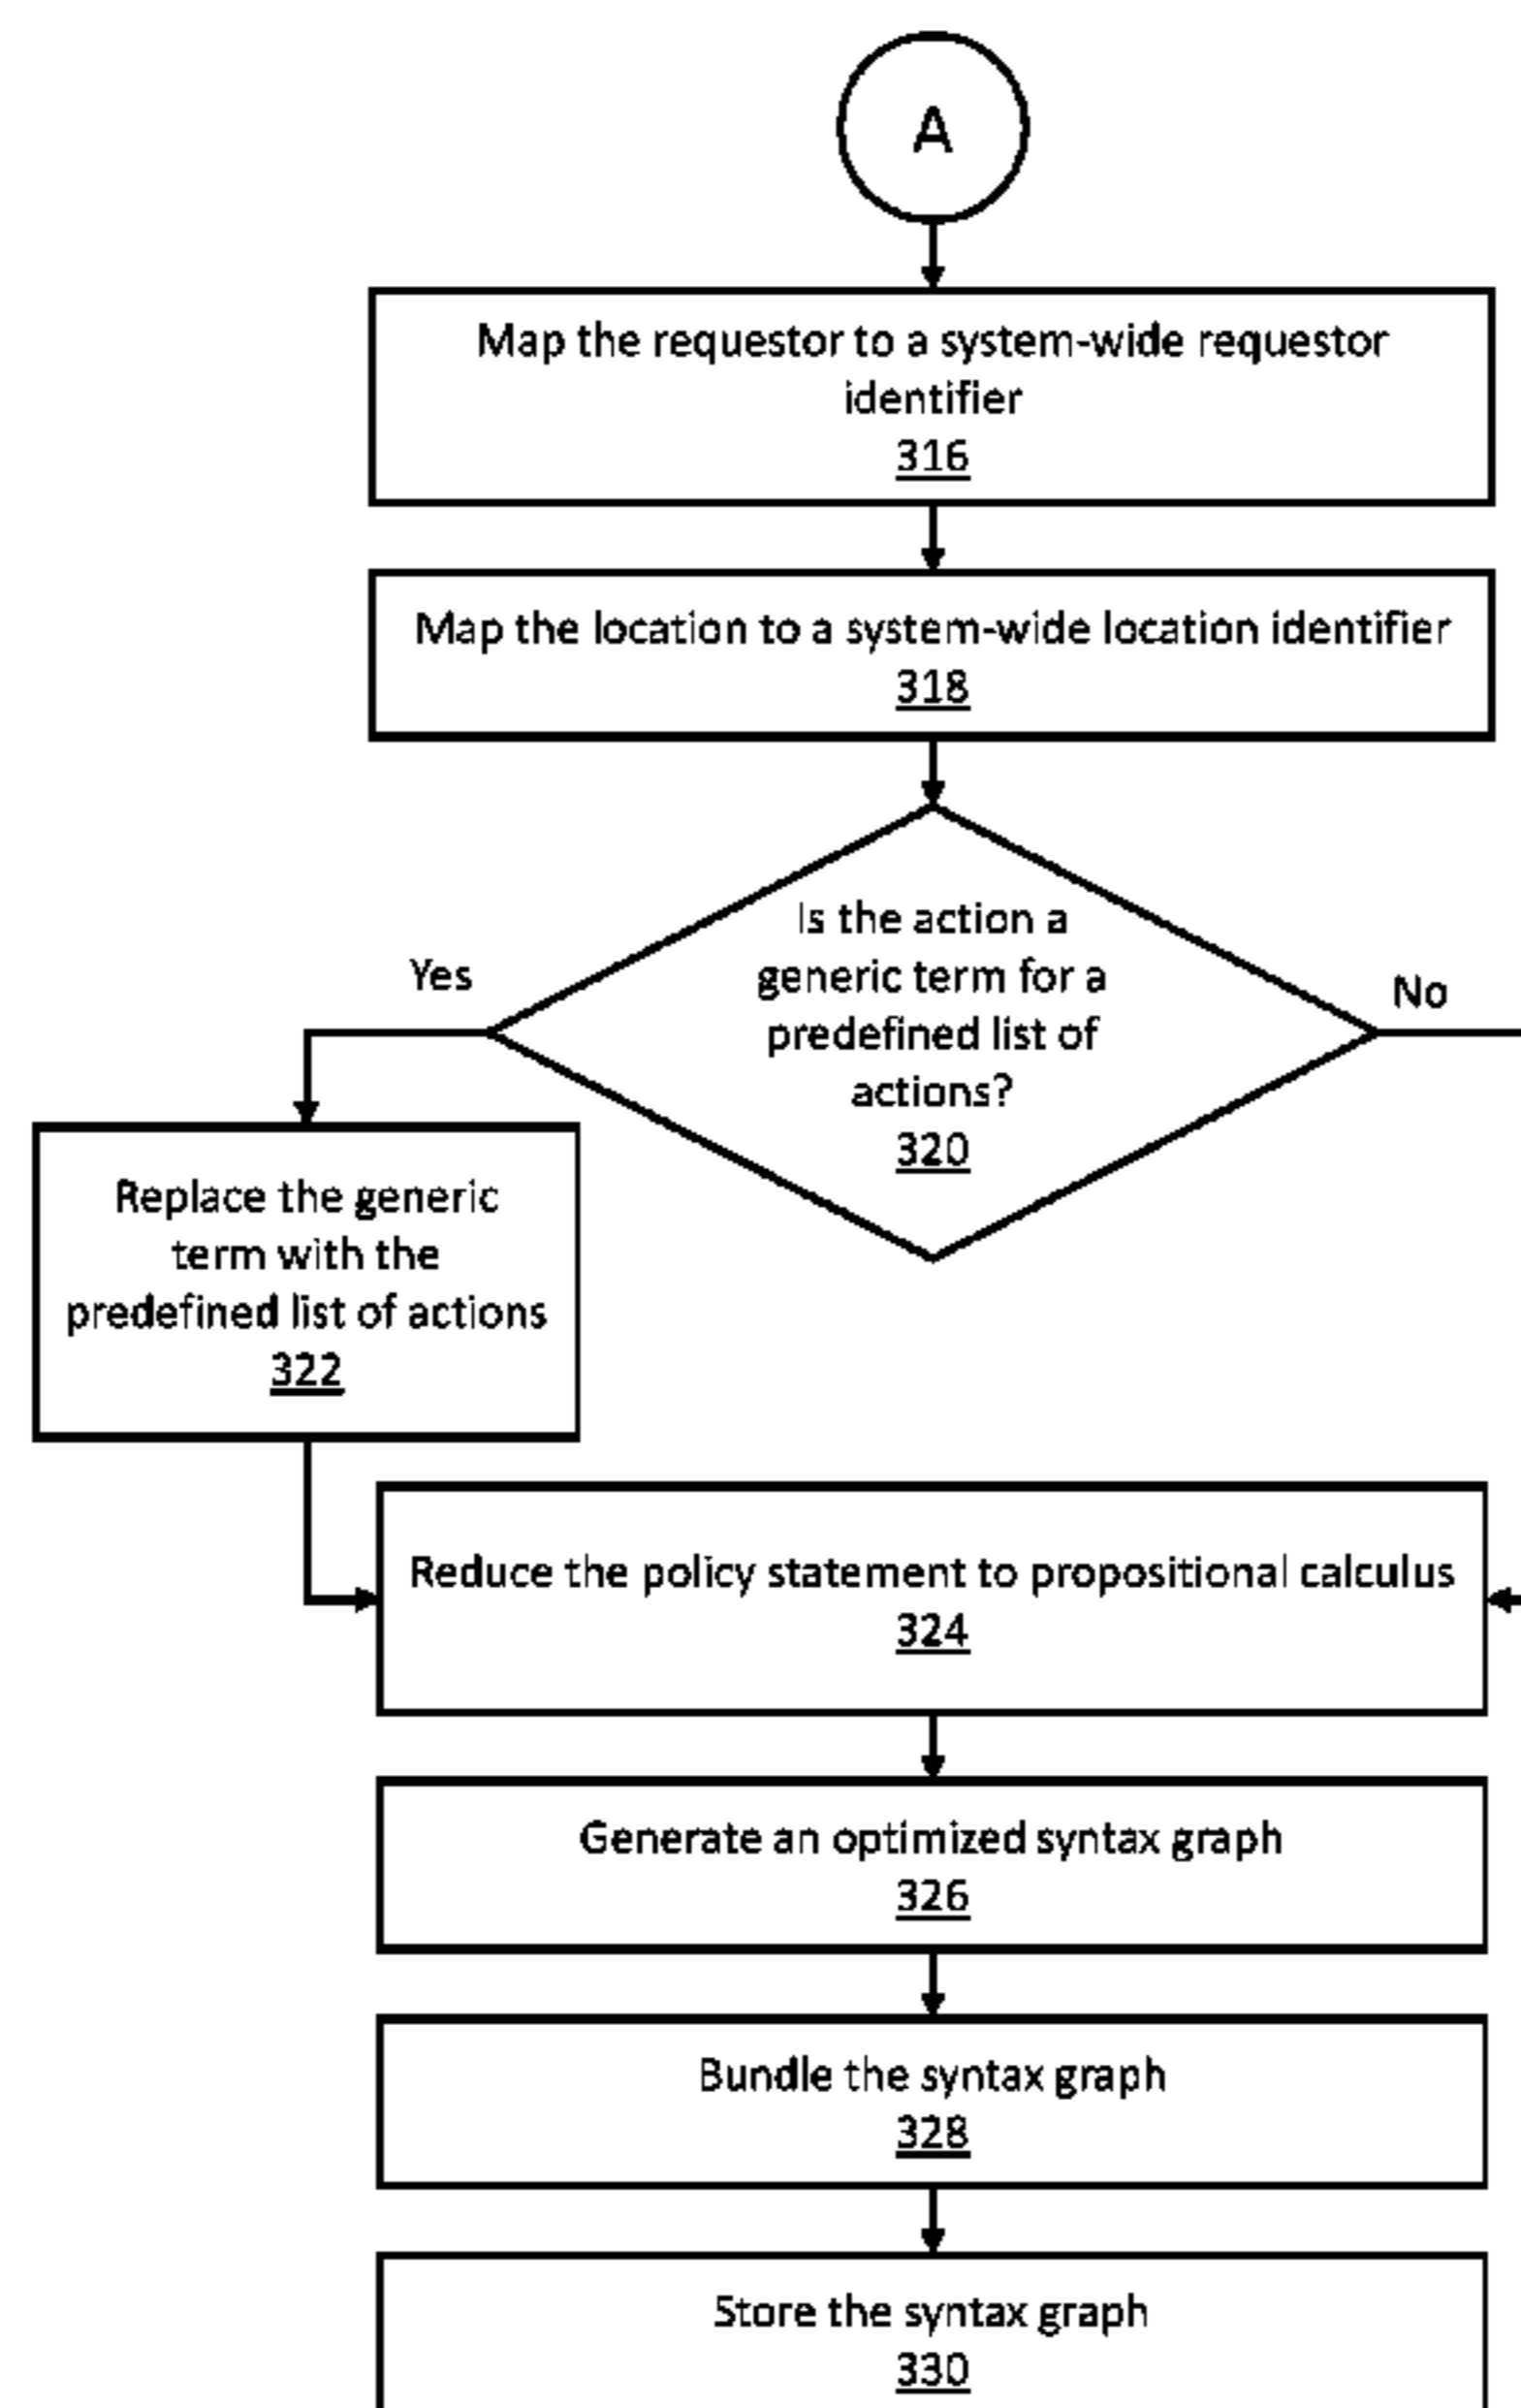 A
Map the requestor to a system-wide requestor
identifier
316
Map the location to a system-wide location identifier
318
Is the action a
generic term for a
predefined list of
actions?
320
Yes
No
Replace the generic
term with the
predefined list of actions
322
Reduce the policy statement to propositional calculus
324
Generate an optimized syntax graph
326
Bundle the syntax graph
328
Store the syntax graph
330